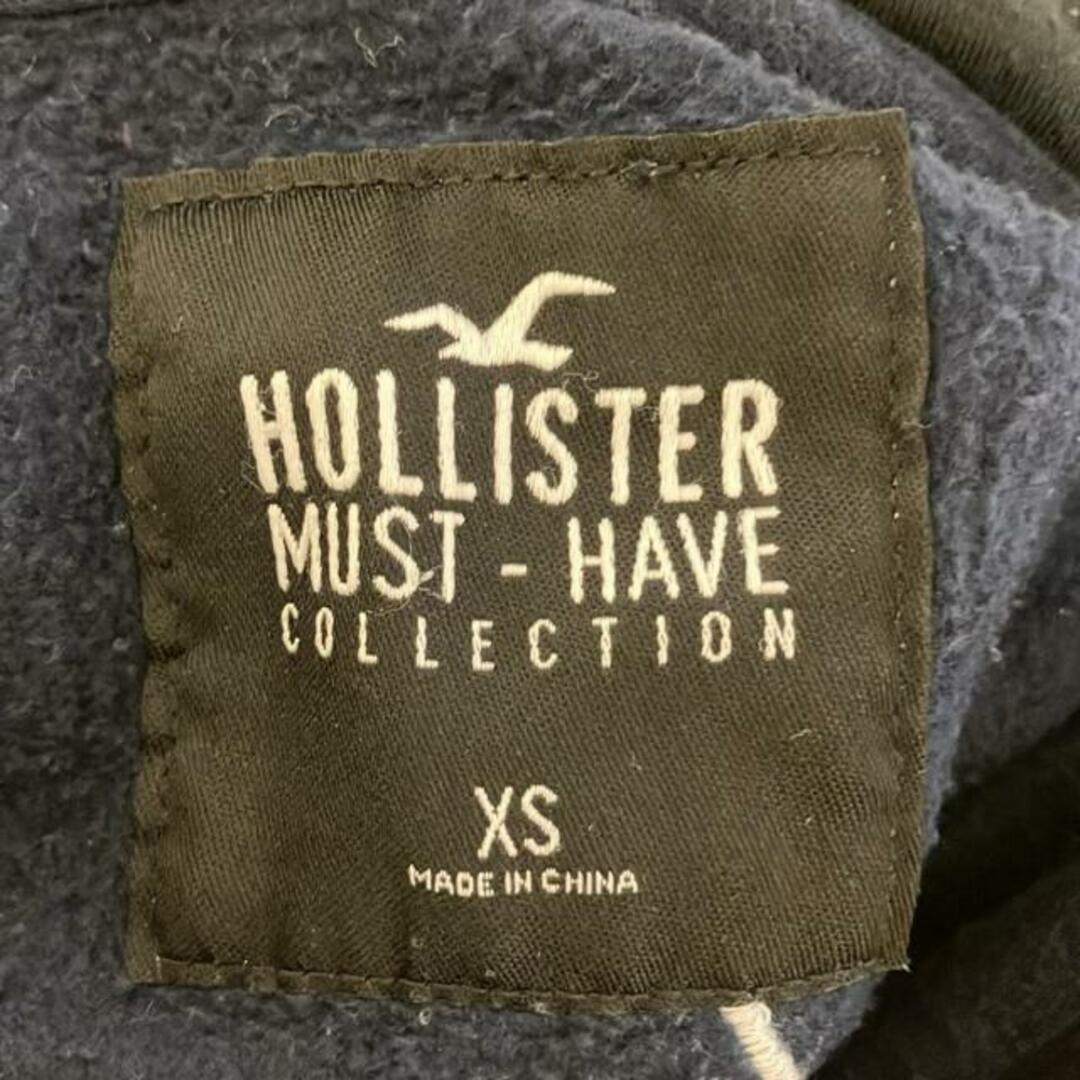 HOLLISTER
MUST - HAVE
COLLECTION
XS
MADE IN CHINA